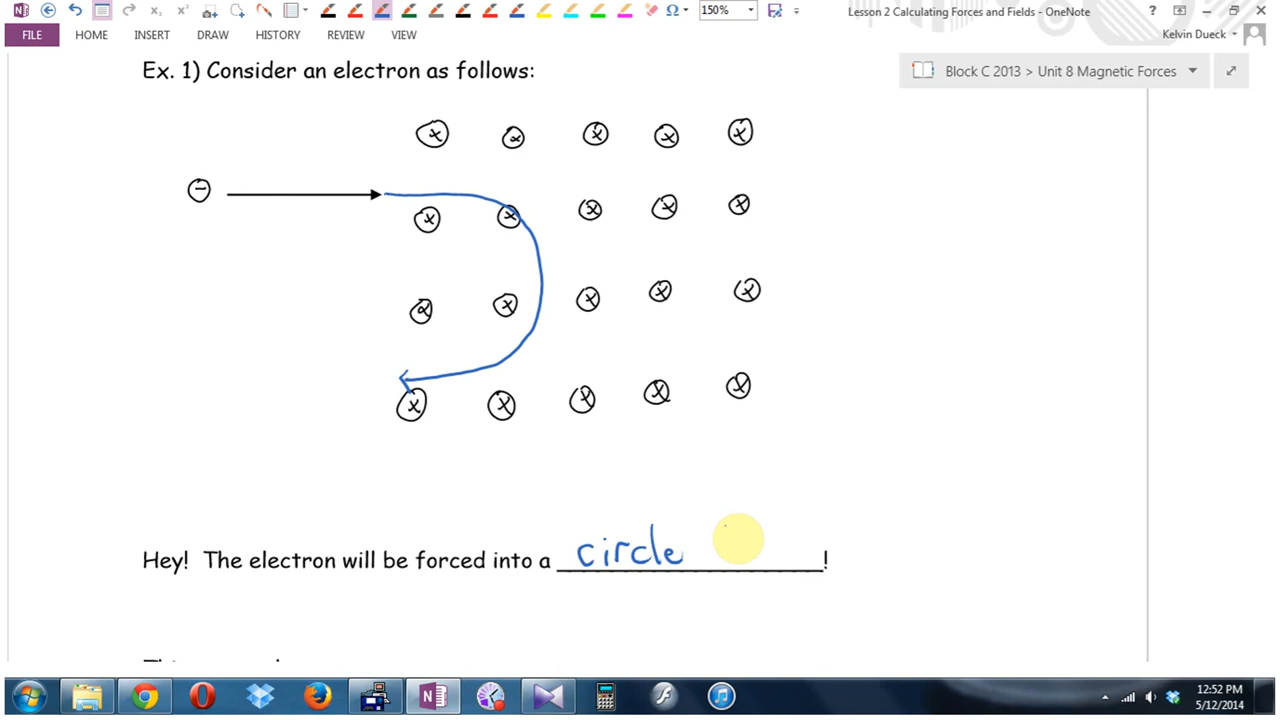 150%
Lesson 2 Calculating Forces and Fields - OneNote
FILE HOME INSERT DRAW HISTORY REVIEW VIEW
Kelvin Dueck
Block C 2013 > Unit 8 Magnetic Forces
Ex. 1) Consider an electron as follows:
Hey! The electron will be forced into a circle !
12:52 PM
5/12/2014